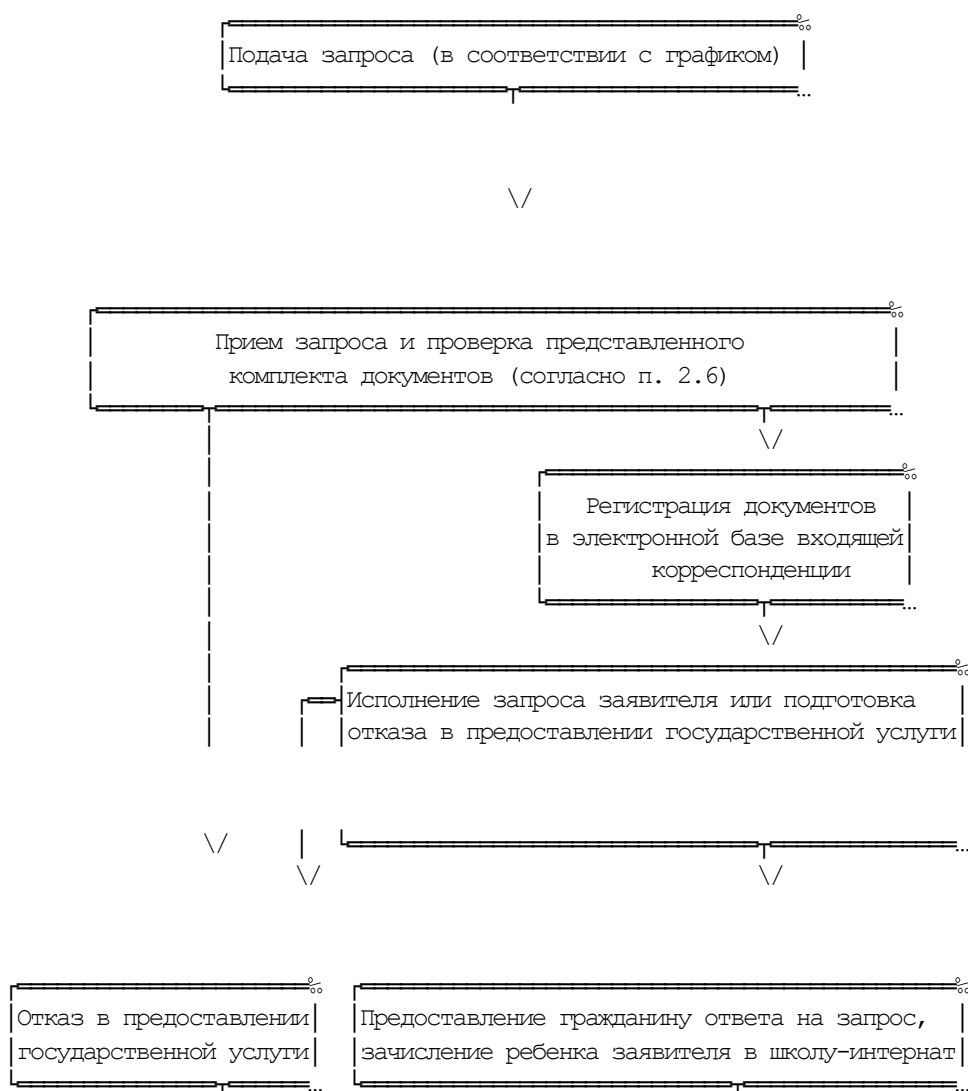 Подача запроса (в соответствии с графиком)
Прием запроса и проверка представленного
комплекта документов (согласно п. 2.6)
Регистрация документов
в электронной базе входящей
корреспонденции
Исполнение запроса заявителя или подготовка
отказа в предоставлении государственной услуги
Отказ в предоставлении
государственной услуги
Предоставление гражданину ответа на запрос,
зачисление ребенка заявителя в школу-интернат